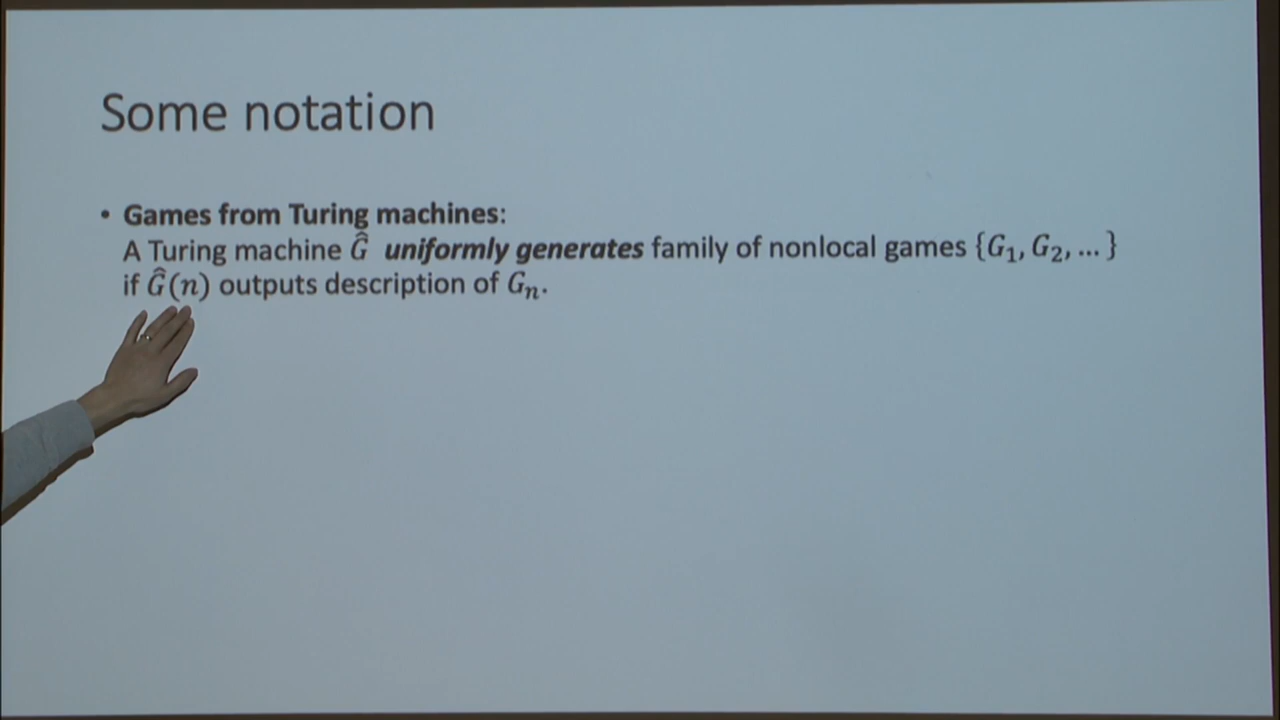 Some notation
• Games from Turing machines:
A Turing machine Ĝ uniformly generates family of nonlocal games {G₁, G₂, … }
if Ĝ(n) outputs description of Gₙ.